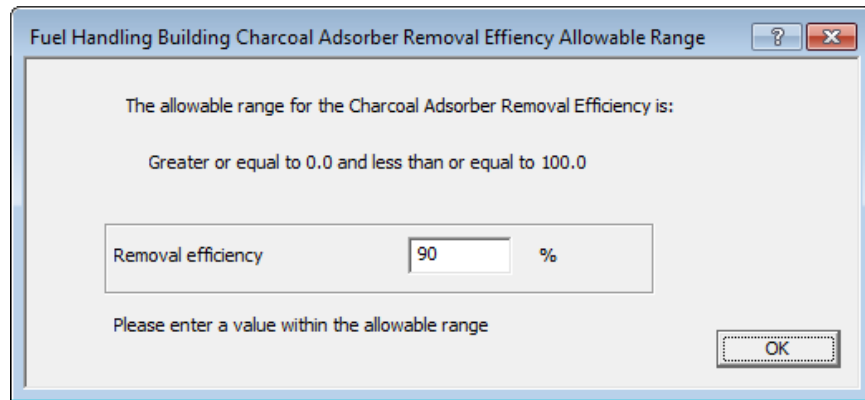 Fuel Handling Building Charcoal Adsorber Removal Effiency Allowable Range
The allowable range for the Charcoal Adsorber Removal Efficiency is:
Greater or equal to 0.0 and less than or equal to 100.0
Removal efficiency 90 %
Please enter a value within the allowable range
OK